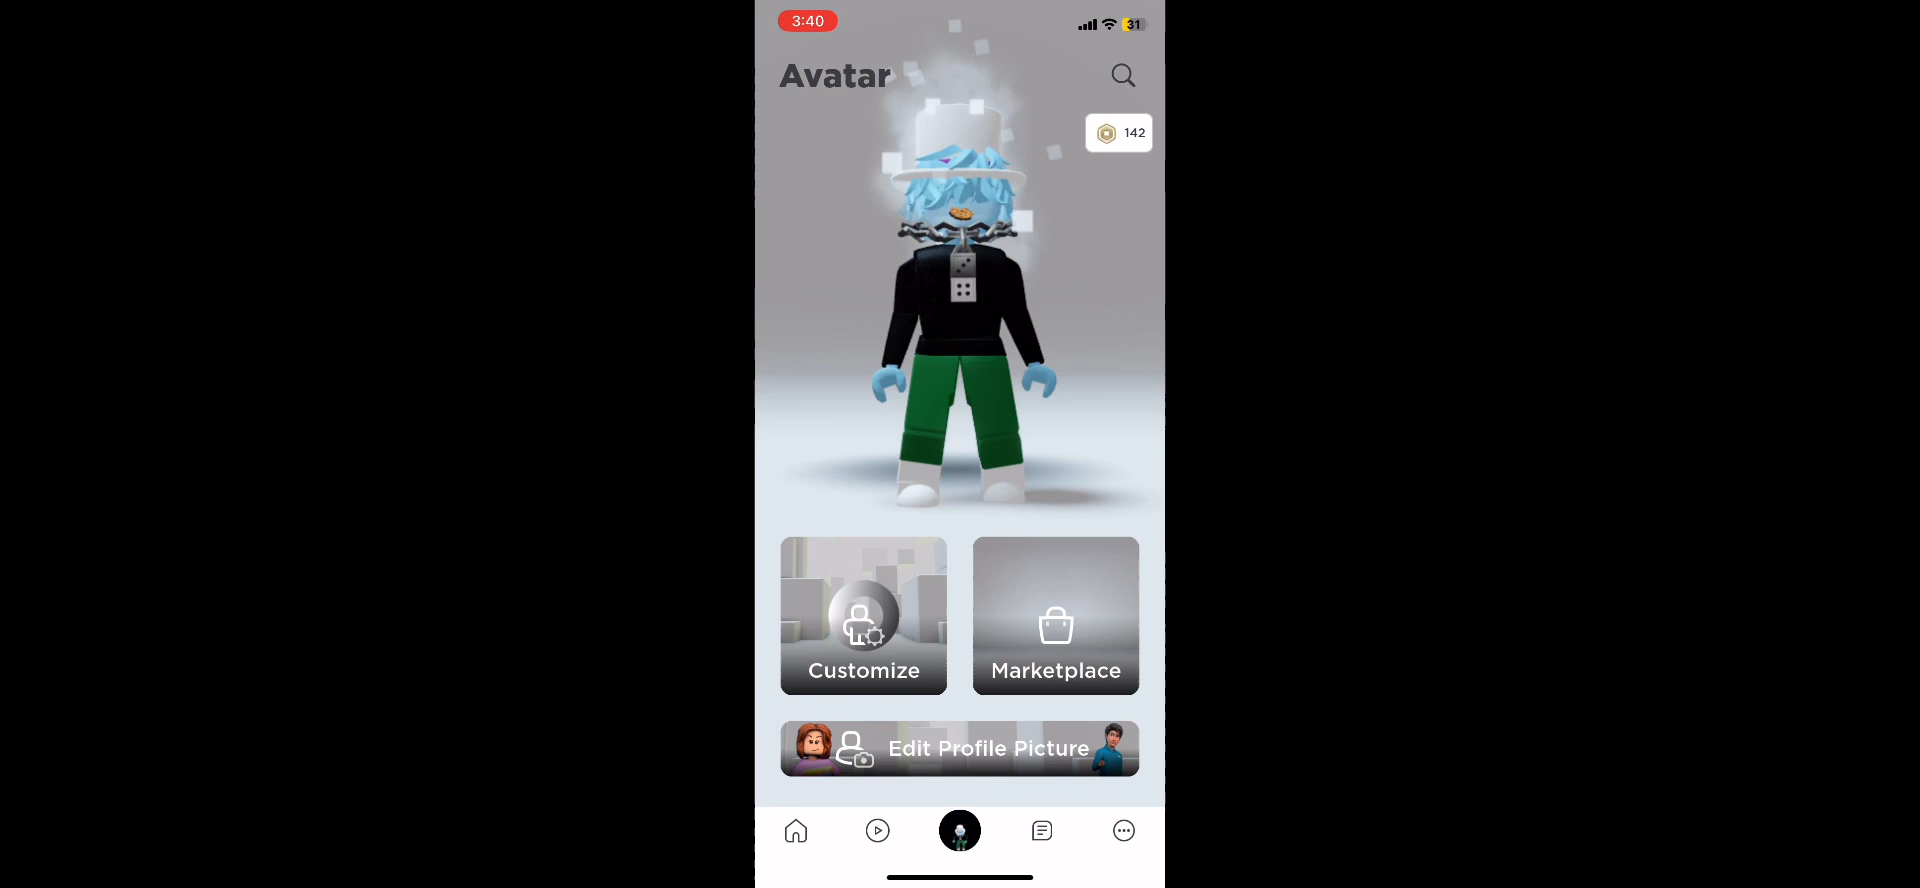 3:40
31
Avatar
142
Customize
Marketplace
Edit Profile Picture